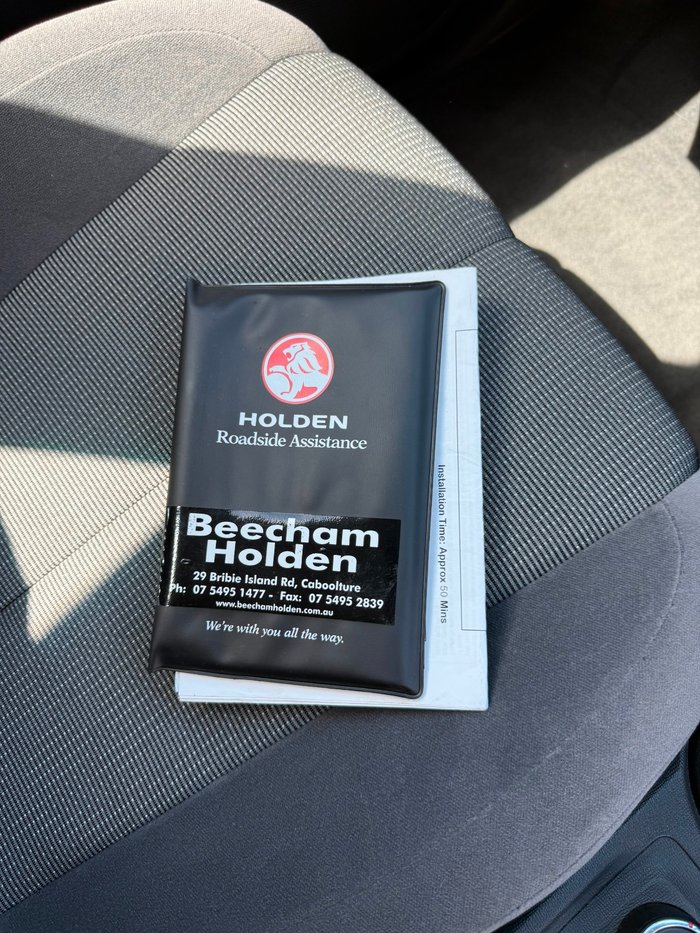 HOLDEN
Roadside Assistance
Beecham
Holden
29 Bribie Island Rd, Caboolture
Ph: 07 5495 1477 - Fax: 07 5495 2839
www.beechamholden.com.au
We're with you all the way.
Installation Time: Approx 50 Mins